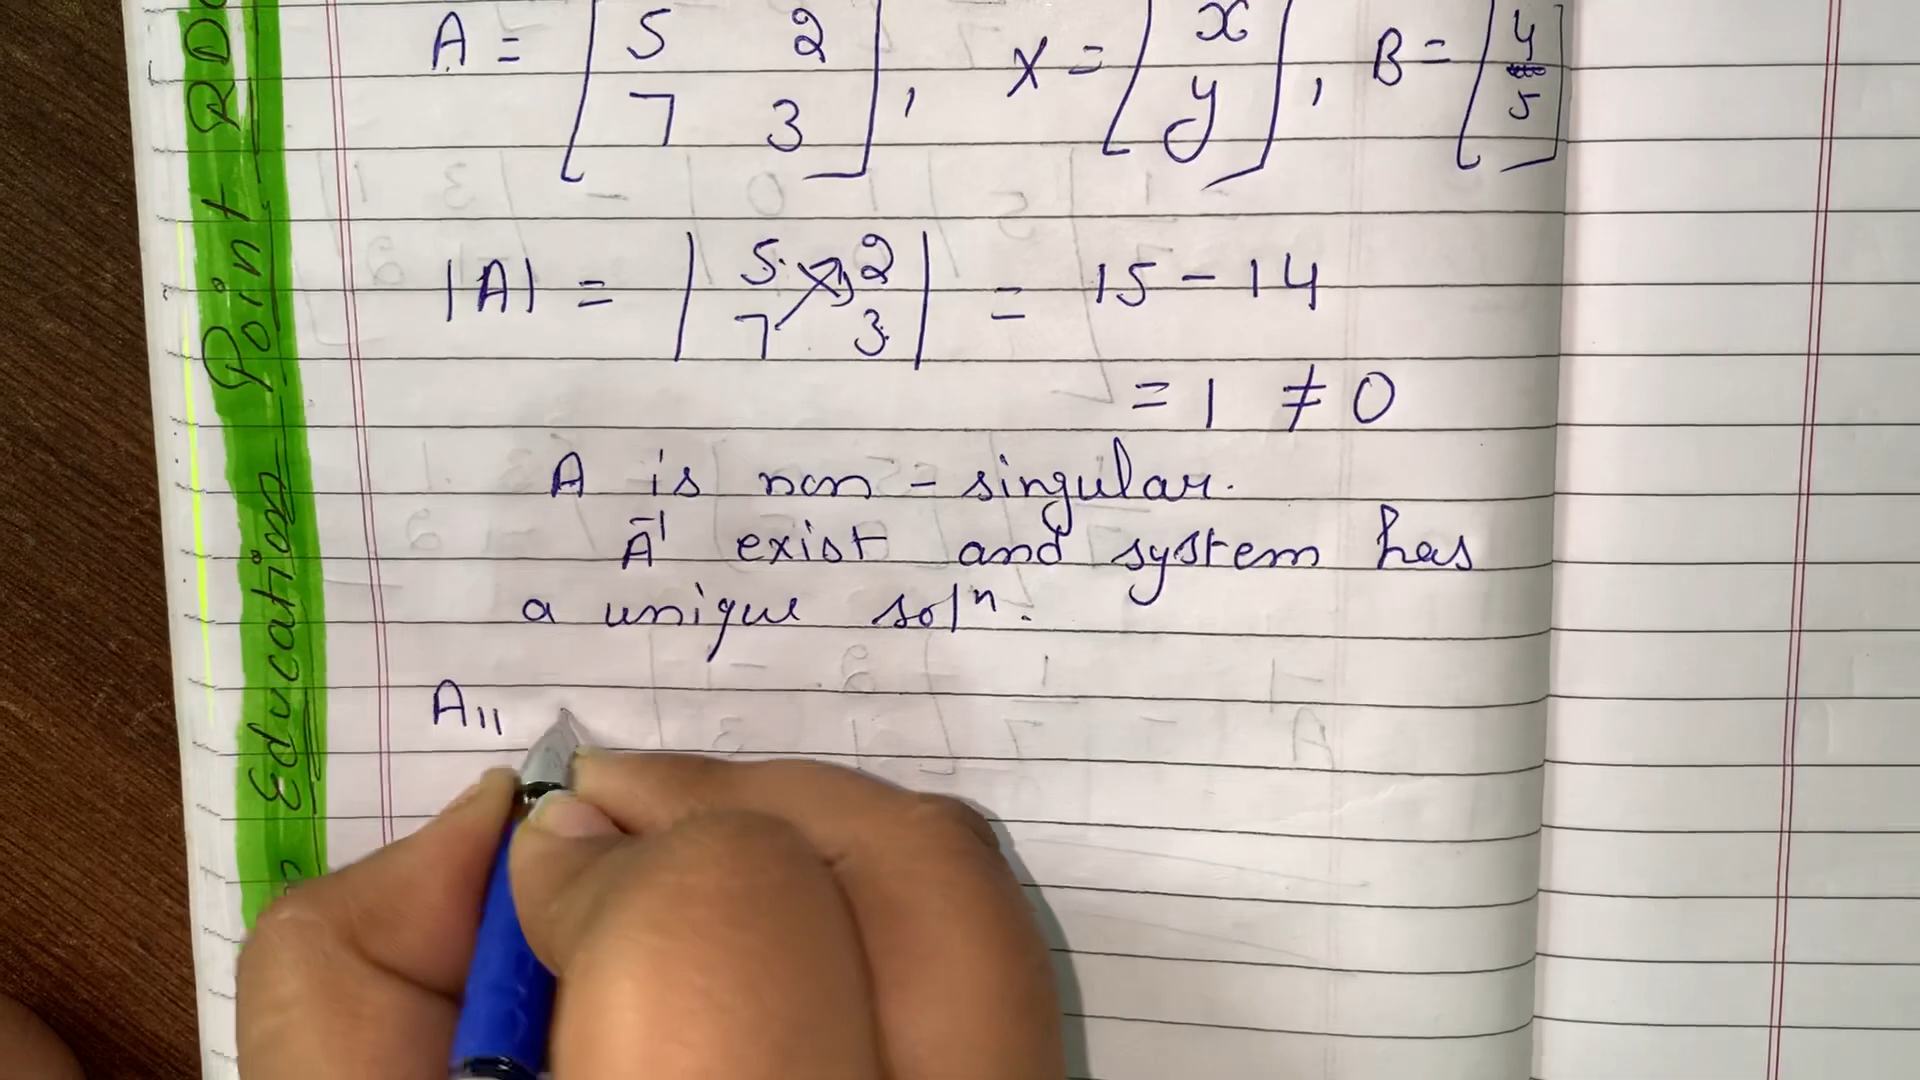 A = [5 2 7 3], X = [x y], B = [4 5]
|A| = |5 2 7 3| = 15 - 14
= 1 ≠ 0
A is non - singular.
A⁻¹ exist and system has
a unique solⁿ.
A₁₁
Education Point RD